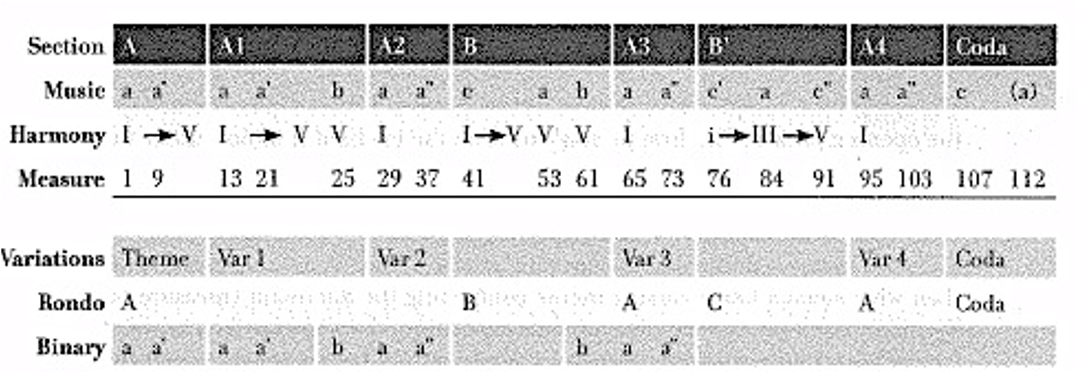 Section A A1 A2 B A3 B' A4 Coda
Music a a' a a' b a a" c a b a a" c' a c" a a" c (a)
Harmony I → V I → V V I I → V V V I i → III → V I
Measure 1 9 13 21 25 29 37 41 53 61 65 73 76 84 91 95 103 107 112
Variations Theme Var 1 Var 2 Var 3 Var 4 Coda
Rondo A B A C A Coda
Binary a a' a a' b a a" b a a"